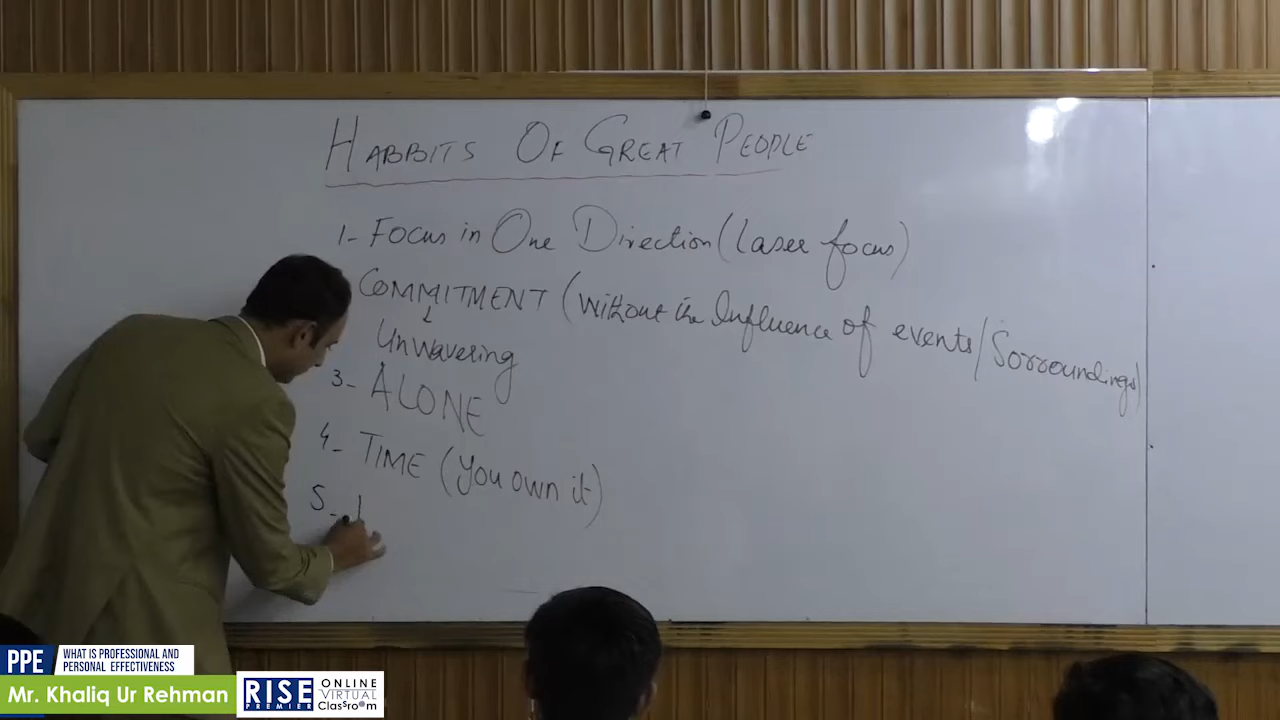 HABBITS OF GREAT PEOPLE
1- Focus in One Direction (laser focus)
COMMITMENT (without the Influence of events/Sorroundings)
Unwavering
3- ALONE
4- TIME (you own it)
5-
PPE WHAT IS PROFESSIONAL AND
PERSONAL EFFECTIVENESS
Mr. Khaliq Ur Rehman
RISE
PREMIER
ONLINE
VIRTUAL
Classroom